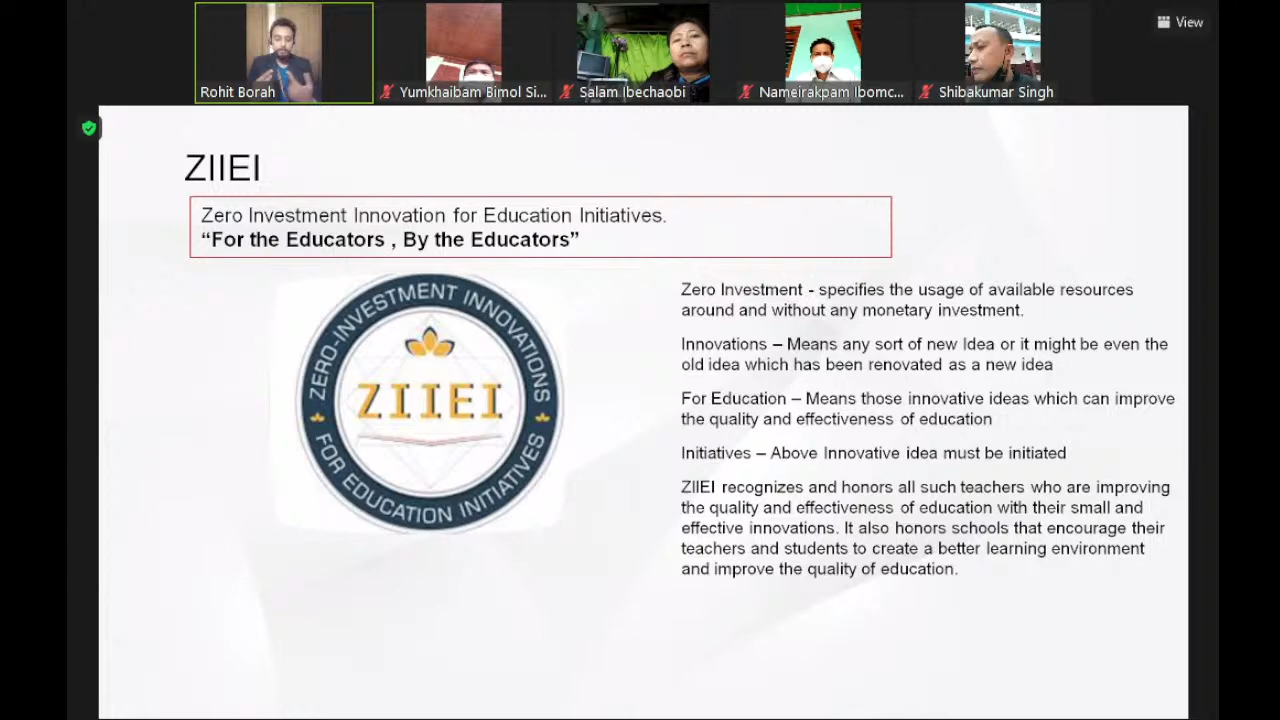 View
Rohit Borah
Yumkhaibam Bimol Si...
Salam Ibechaobi
Nameirakpam Ibomc...
Shibakumar Singh
ZIIEI
Zero Investment Innovation for Education Initiatives.
“For the Educators , By the Educators”
ZERO-INVESTMENT INNOVATIONS
ZIIEI
FOR EDUCATION INITIATIVES
Zero Investment - specifies the usage of available resources
around and without any monetary investment.
Innovations – Means any sort of new Idea or it might be even the
old idea which has been renovated as a new idea
For Education – Means those innovative ideas which can improve
the quality and effectiveness of education
Initiatives – Above Innovative idea must be initiated
ZIIEI recognizes and honors all such teachers who are improving
the quality and effectiveness of education with their small and
effective innovations. It also honors schools that encourage their
teachers and students to create a better learning environment
and improve the quality of education.